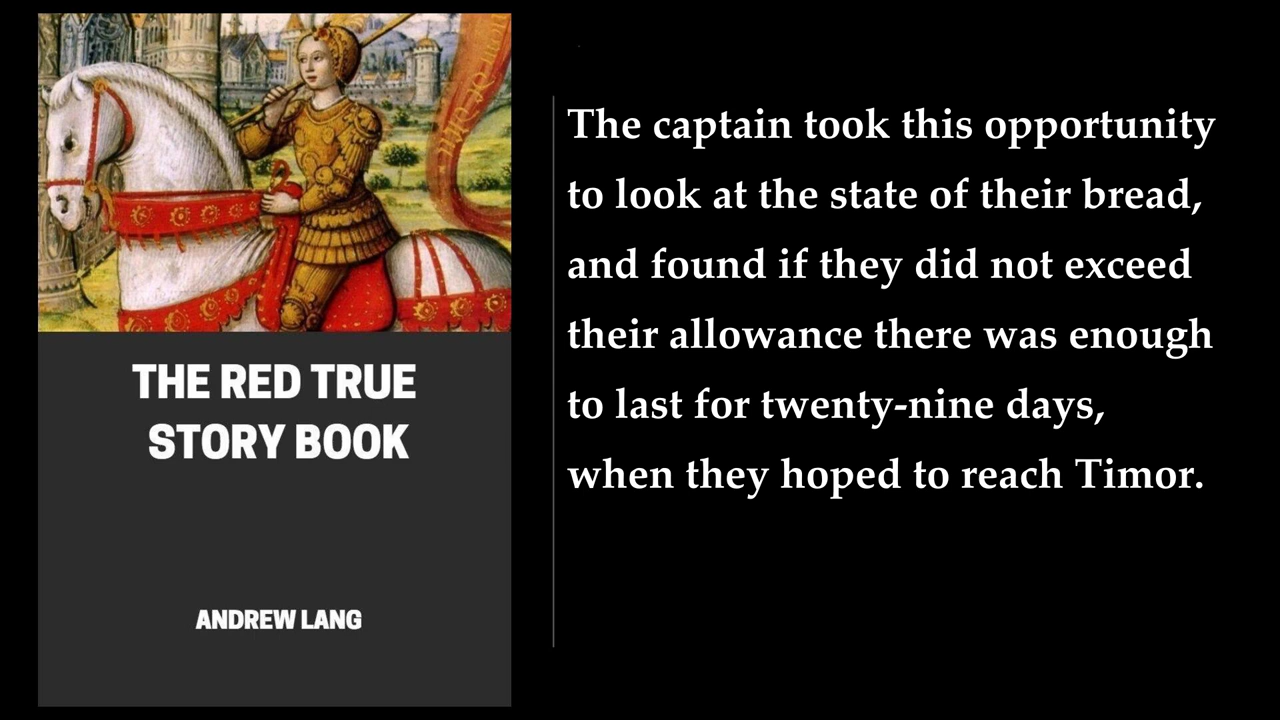 THE RED TRUE
STORY BOOK
ANDREW LANG
The captain took this opportunity
to look at the state of their bread,
and found if they did not exceed
their allowance there was enough
to last for twenty-nine days,
when they hoped to reach Timor.